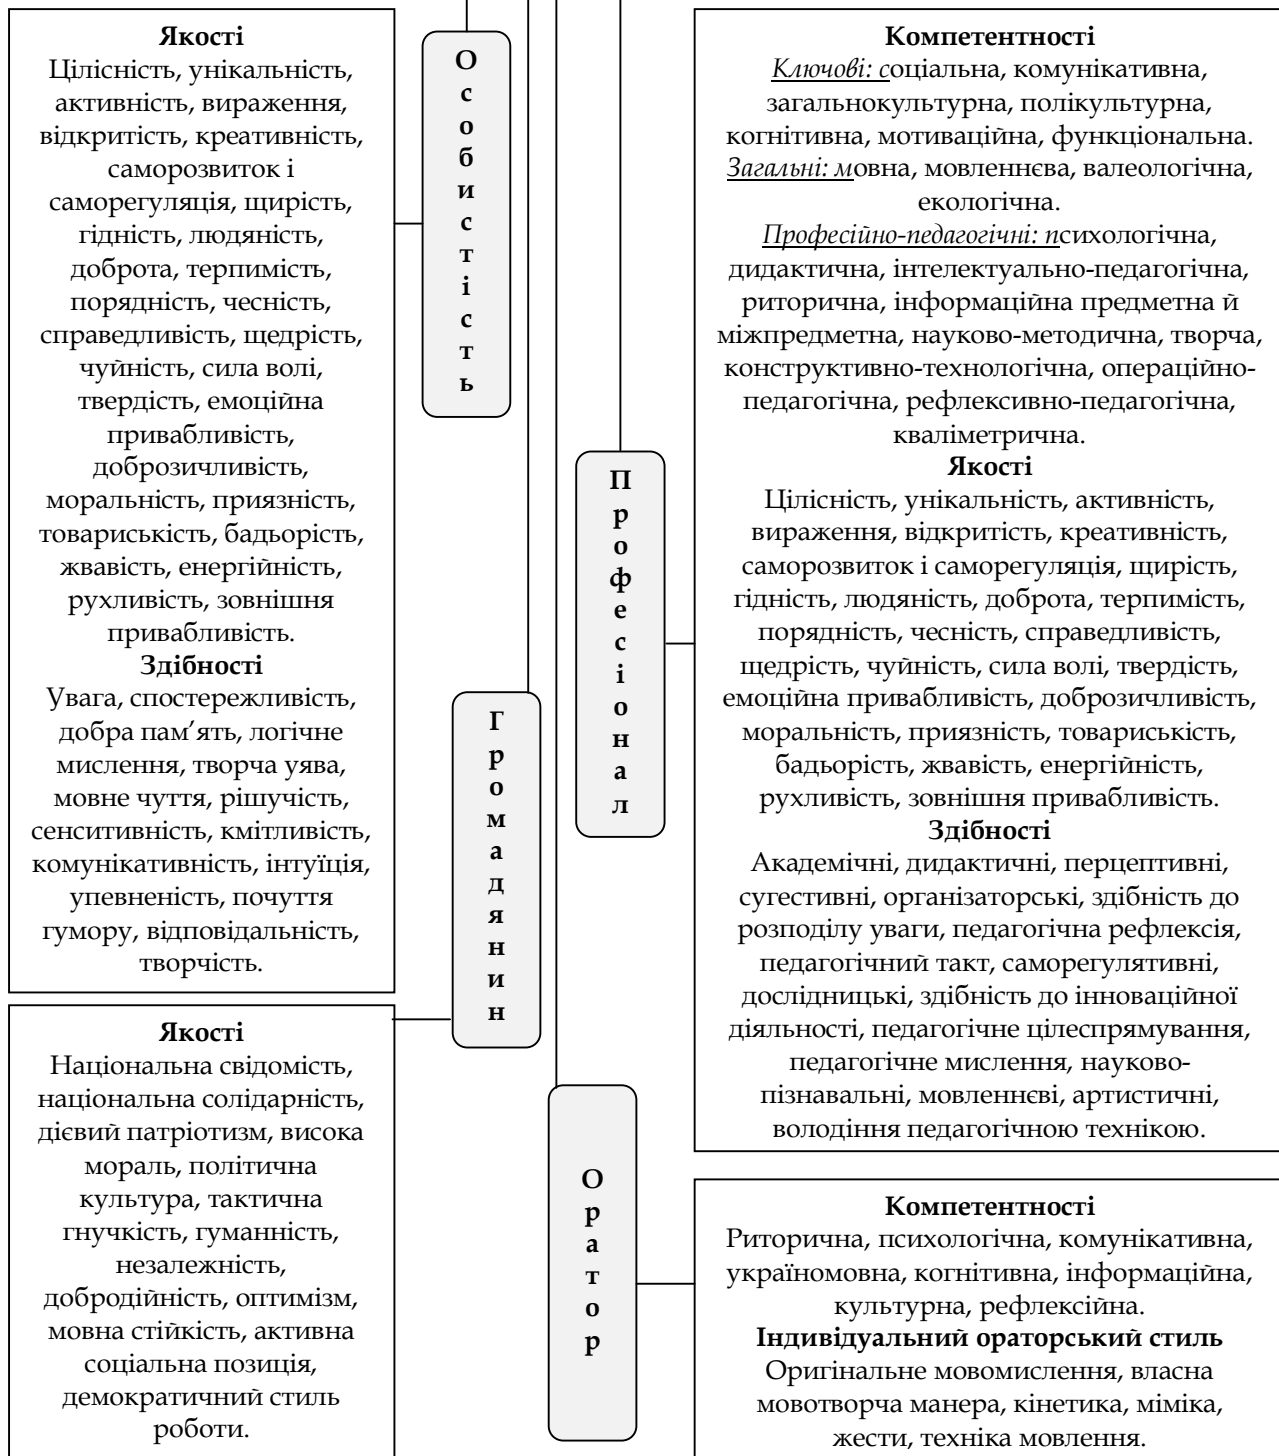 Якості
Цілісність, унікальність,
активність, вираження,
відкритість, креативність,
саморозвиток і
саморегуляція, щирість,
гідність, людяність,
доброта, терпимість,
порядність, чесність,
справедливість, щедрість,
чуйність, сила волі,
твердість, емоційна
привабливість,
доброзичливість,
моральність, приязність,
товариськість, бадьорість,
жвавість, енергійність,
рухливість, зовнішня
привабливість.
Здібності
Увага, спостережливість,
добра пам’ять, логічне
мислення, творча уява,
мовне чуття, рішучість,
сенситивність, кмітливість,
комунікативність, інтуїція,
упевненість, почуття
гумору, відповідальність,
творчість.
Особистість
Якості
Національна свідомість,
національна солідарність,
дієвий патріотизм, висока
мораль, політична
культура, тактична
гнучкість, гуманність,
незалежність,
добродійність, оптимізм,
мовна стійкість, активна
соціальна позиція,
демократичний стиль
роботи.
Громадянин
Професіонал
Компетентності
Ключові: соціальна, комунікативна,
загальнокультурна, полікультурна,
когнітивна, мотиваційна, функціональна.
Загальні: мовна, мовленнєва, валеологічна,
екологічна.
Професійно-педагогічні: психологічна,
дидактична, інтелектуально-педагогічна,
риторична, інформаційна предметна й
міжпредметна, науково-методична, творча,
конструктивно-технологічна, операційно-
педагогічна, рефлексивно-педагогічна,
кваліметрична.
Якості
Цілісність, унікальність, активність,
вираження, відкритість, креативність,
саморозвиток і саморегуляція, щирість,
гідність, людяність, доброта, терпимість,
порядність, чесність, справедливість,
щедрість, чуйність, сила волі, твердість,
емоційна привабливість, доброзичливість,
моральність, приязність, товариськість,
бадьорість, жвавість, енергійність,
рухливість, зовнішня привабливість.
Здібності
Академічні, дидактичні, перцептивні,
сугестивні, організаторські, здібність до
розподілу уваги, педагогічна рефлексія,
педагогічний такт, саморегулятивні,
дослідницькі, здібність до інноваційної
діяльності, педагогічне цілеспрямування,
педагогічне мислення, науково-
пізнавальні, мовленнєві, артистичні,
володіння педагогічною технікою.
Оратор
Компетентності
Риторична, психологічна, комунікативна,
україномовна, когнітивна, інформаційна,
культурна, рефлексійна.
Індивідуальний ораторський стиль
Оригінальне мовомислення, власна
мовотворча манера, кінетика, міміка,
жести, техніка мовлення.